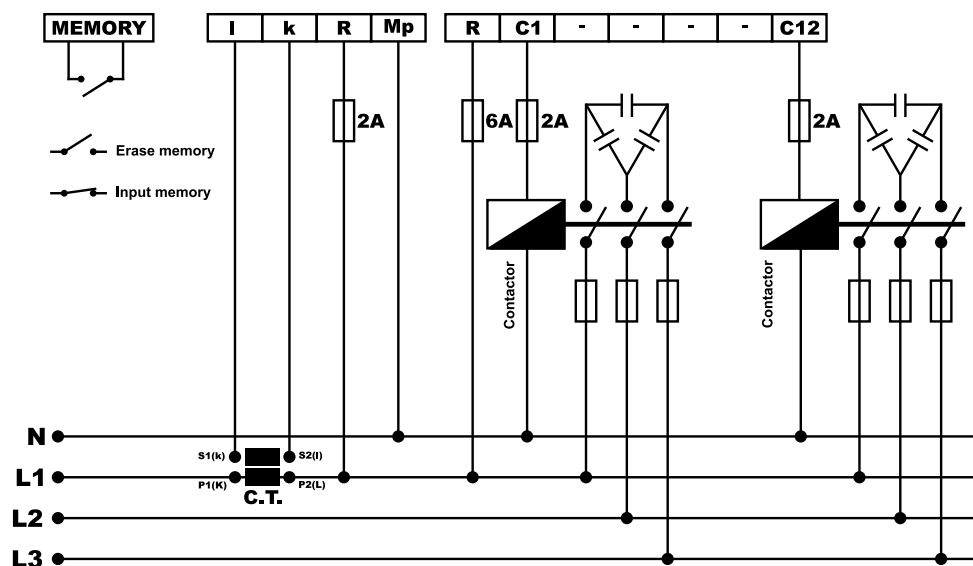 MEMORY
l k R Mp
R C1 - - - - C12
2A
6A
2A
2A
Erase memory
Input memory
Contactor
Contactor
N
S1(k)
S2(l)
L1
P1(K)
P2(L)
C.T.
L2
L3